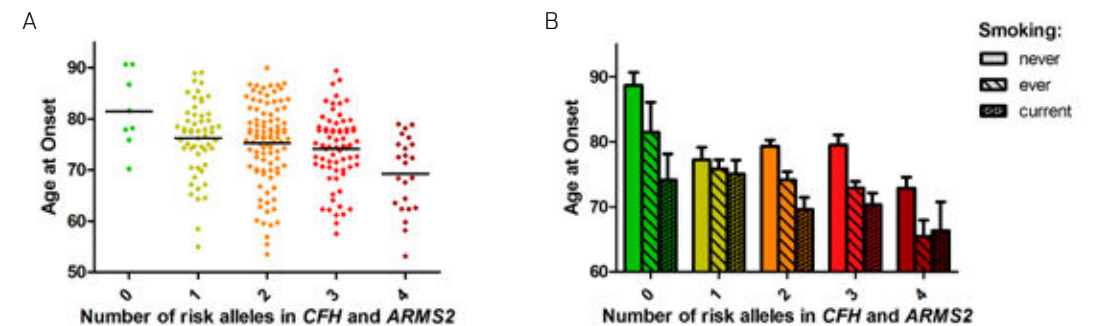 A
B
Age at Onset
90
80
70
60
50
0
1
2
3
4
Number of risk alleles in CFH and ARMS2
Smoking:
never
ever
current
Age at Onset
90
80
70
60
0
1
2
3
4
Number of risk alleles in CFH and ARMS2